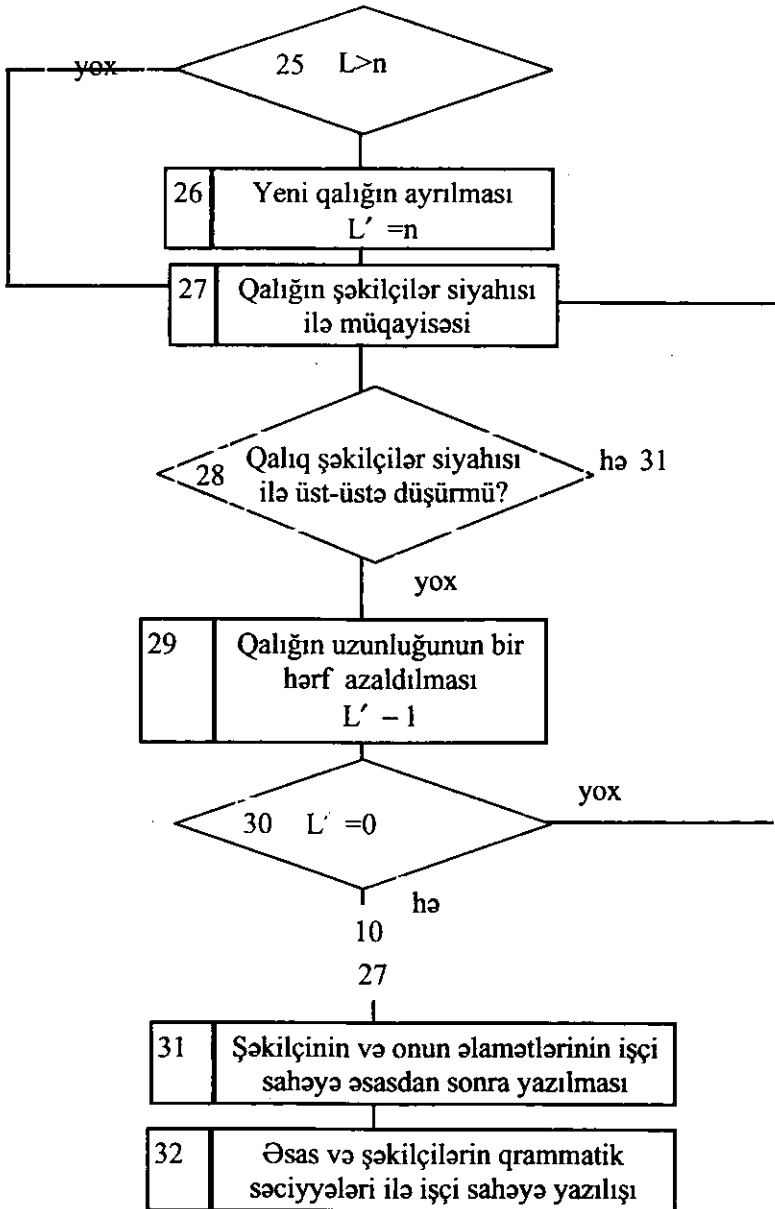 yox
25 L>n
26 Yeni qalığın ayrılması
L′ =n
27 Qalığın şəkilçilər siyahısı
ilə müqayisəsi
28 Qalıq şəkilçilər siyahısı
ilə üst-üstə düşürmü?
hə 31
yox
29 Qalığın uzunluğunun bir
hərf azaldılması
L′ – 1
30 L′ =0
yox
hə
10
27
31 Şəkilçinin və onun əlamətlərinin işçi
sahəyə əsasdan sonra yazılması
32 Əsas və şəkilçilərin qrammatik
səciyyələri ilə işçi sahəyə yazılışı